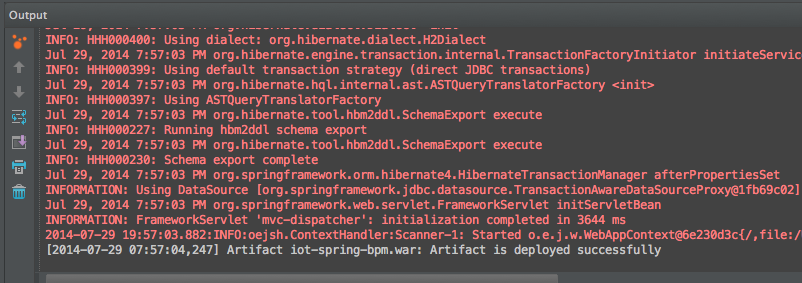 Output
INFO: HHH000400: Using dialect: org.hibernate.dialect.H2Dialect
Jul 29, 2014 7:57:03 PM org.hibernate.engine.transaction.internal.TransactionFactoryInitiator initiateServic
INFO: HHH000399: Using default transaction strategy (direct JDBC transactions)
Jul 29, 2014 7:57:03 PM org.hibernate.hql.internal.ast.ASTQueryTranslatorFactory <init>
INFO: HHH000397: Using ASTQueryTranslatorFactory
Jul 29, 2014 7:57:03 PM org.hibernate.tool.hbm2ddl.SchemaExport execute
INFO: HHH000227: Running hbm2ddl schema export
Jul 29, 2014 7:57:03 PM org.hibernate.tool.hbm2ddl.SchemaExport execute
INFO: HHH000230: Schema export complete
Jul 29, 2014 7:57:03 PM org.springframework.orm.hibernate4.HibernateTransactionManager afterPropertiesSet
INFORMATION: Using DataSource [org.springframework.jdbc.datasource.TransactionAwareDataSourceProxy@1fb69c02]
Jul 29, 2014 7:57:03 PM org.springframework.web.servlet.FrameworkServlet initServletBean
INFORMATION: FrameworkServlet 'mvc-dispatcher': initialization completed in 3644 ms
2014-07-29 19:57:03.882:INFO:oejsh.ContextHandler:Scanner-1: Started o.e.j.w.WebAppContext@6e230d3c{/,file:/
[2014-07-29 07:57:04,247] Artifact iot-spring-bpm.war: Artifact is deployed successfully